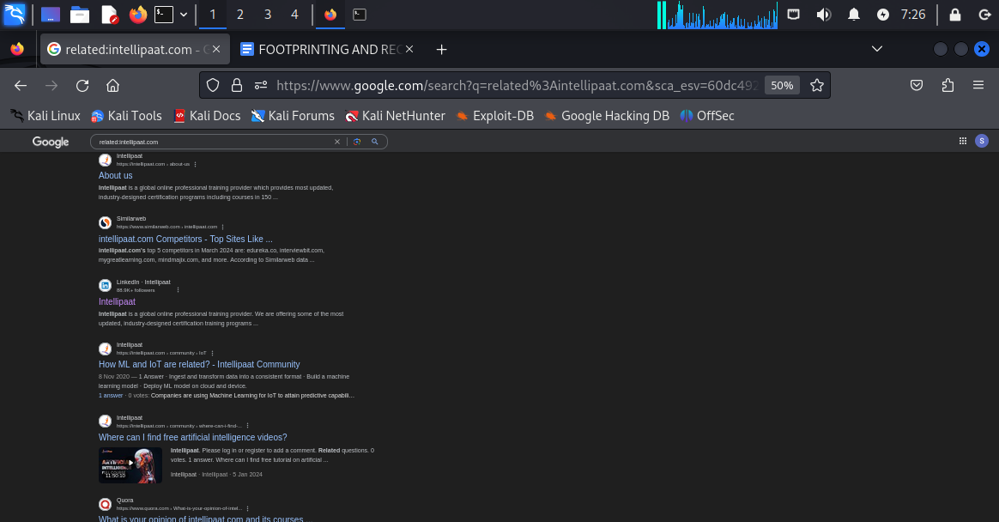 1 2 3 4
7:26
related:intellipaat.com - G
FOOTPRINTING AND REC
https://www.google.com/search?q=related%3Aintellipaat.com&sca_esv=60dc492
50%
Kali Linux Kali Tools Kali Docs Kali Forums Kali NetHunter Exploit-DB Google Hacking DB OffSec
Google
related:intellipaat.com
S
Intellipaat
https://intellipaat.com › about-us
About us
Intellipaat is a global online professional training provider which provides most updated,
industry-designed certification programs including courses in 150 ...
Similarweb
https://www.similarweb.com › intellipaat.com
intellipaat.com Competitors - Top Sites Like ...
intellipaat.com's top 5 competitors in March 2024 are: edureka.co, interviewbit.com,
mygreatlearning.com, mindmajix.com, and more. According to Similarweb data ...
LinkedIn · Intellipaat
88.9K+ followers
Intellipaat
Intellipaat is a global online professional training provider. We are offering some of the most
updated, industry-designed certification training programs ...
Intellipaat
https://intellipaat.com › community › IoT
How ML and IoT are related? - Intellipaat Community
8 Nov 2020 — 1 Answer · Ingest and transform data into a consistent format · Build a machine
learning model · Deploy ML model on cloud and device.
1 answer · 0 votes: Companies are using Machine Learning for IoT to attain predictive capabili...
Intellipaat
https://intellipaat.com › community › where-can-i-find-...
Where can I find free artificial intelligence videos?
ARTIFICIAL
INTELLIGENCE
11:50:10
Intellipaat. Please log in or register to add a comment. Related questions. 0
votes. 1 answer. Where can I find free tutorial on artificial ...
Intellipaat · Intellipaat · 5 Jan 2024
Quora
https://www.quora.com › What-is-your-opinion-of-intel...
What is your opinion of intellipaat.com and its courses ...